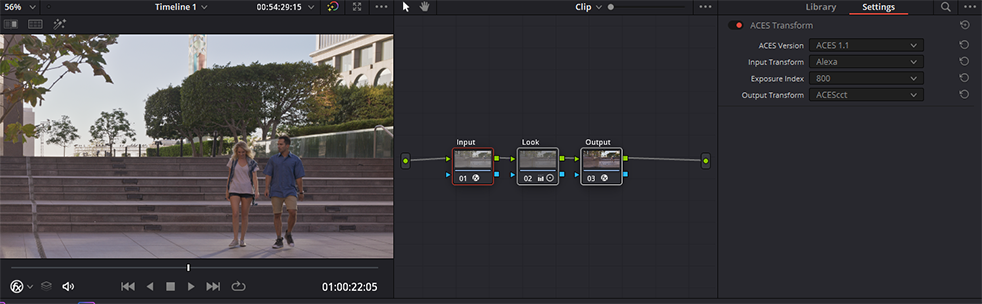 56%
Timeline 1
00:54:29:15
Clip
Library
Settings
ACES Transform
ACES Version
ACES 1.1
Input Transform
Alexa
Exposure Index
800
Output Transform
ACEScct
Input
Look
Output
01
02
03
fx
01:00:22:05